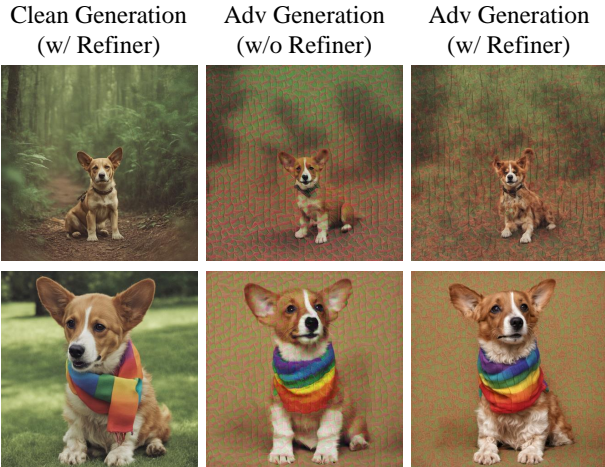 Clean Generation Adv Generation Adv Generation
(w/ Refiner) (w/o Refiner) (w/ Refiner)